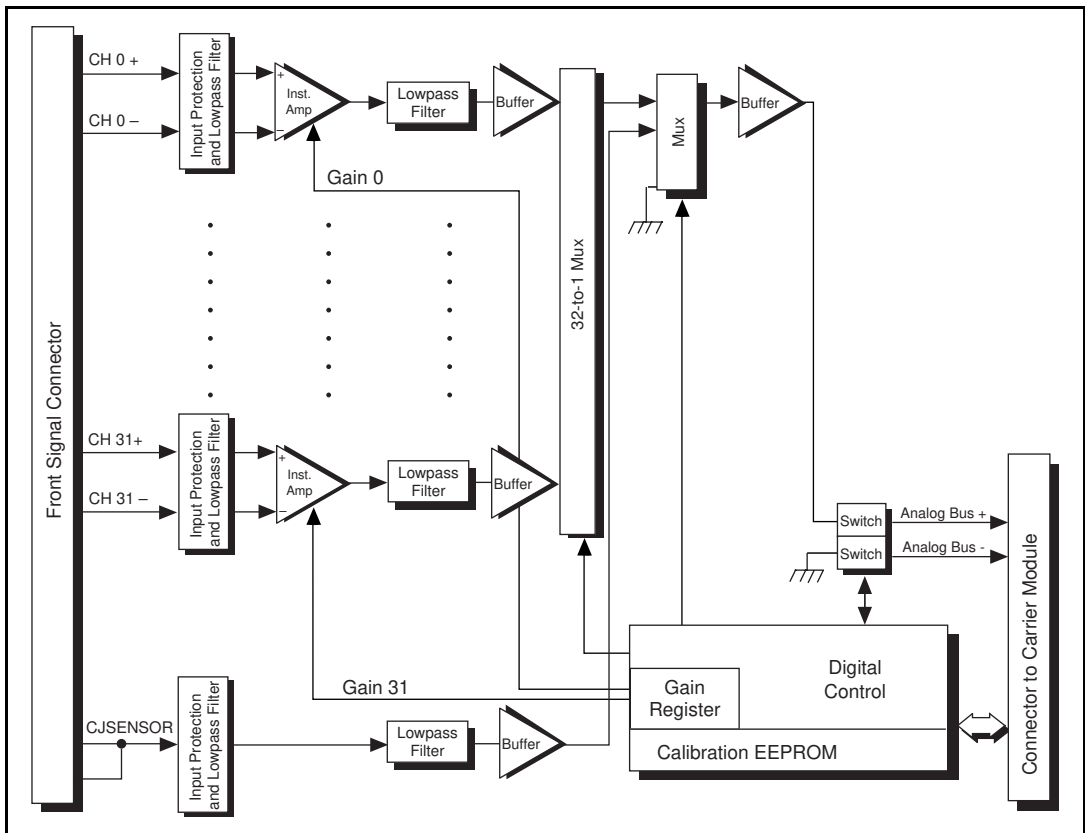 Front Signal Connector
CH 0 +
CH 0 –
Input Protection
and Lowpass Filter
+
–
Inst.
Amp
Lowpass
Filter
Buffer
Gain 0
32-to-1 Mux
Mux
Buffer
CH 31+
CH 31 –
Input Protection
and Lowpass Filter
+
–
Inst.
Amp
Lowpass
Filter
Buffer
Gain 31
Switch
Switch
Analog Bus +
Analog Bus -
Connector to Carrier Module
CJSENSOR
Input Protection
and Lowpass Filter
Lowpass
Filter
Buffer
Gain
Register
Digital
Control
Calibration EEPROM